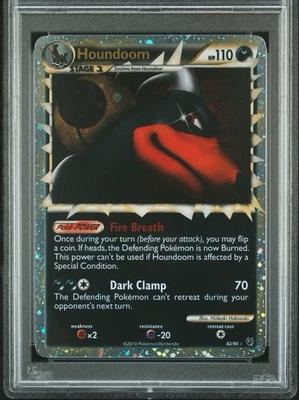 Houndoom
HP110
STAGE 1 Evolves from Houndour
Poké-POWER Fire Breath
Once during your turn (before your attack), you may flip
a coin. If heads, the Defending Pokémon is now Burned.
This power can't be used if Houndoom is affected by a
Special Condition.
Dark Clamp 70
The Defending Pokémon can't retreat during your
opponent's next turn.
weakness resistance retreat cost
x2 -20
Illus. Hideaki Hakozaki
©2010 Pokémon/Nintendo 82/90